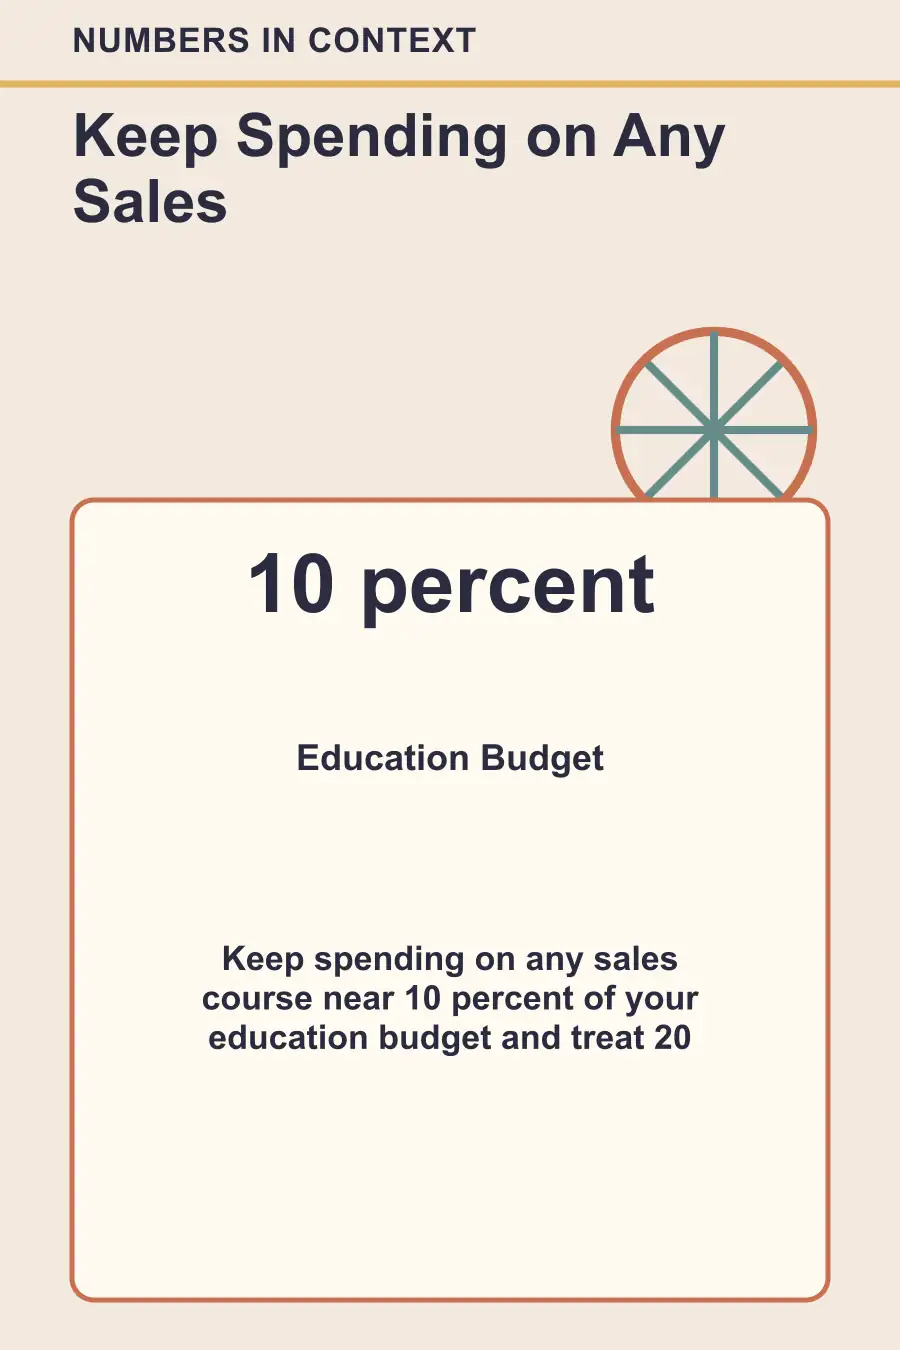 NUMBERS IN CONTEXT
Keep Spending on Any
Sales
10 percent
Education Budget
Keep spending on any sales
course near 10 percent of your
education budget and treat 20